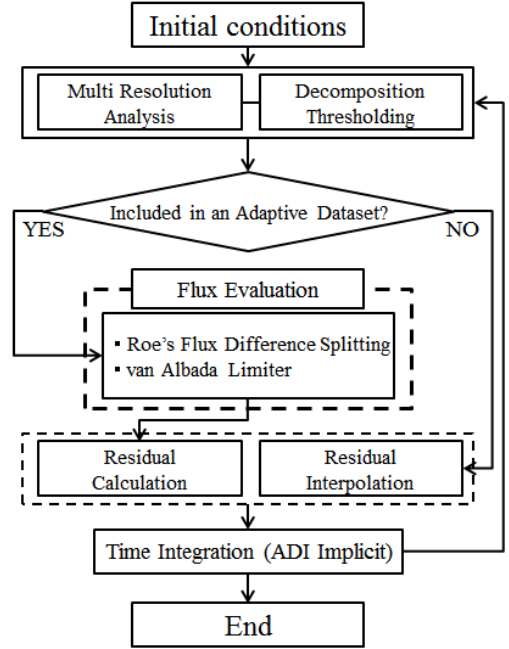 Initial conditions
Multi Resolution
Analysis
Decomposition
Thresholding
Included in an Adaptive Dataset?
YES
NO
Flux Evaluation
▪ Roe's Flux Difference Splitting
▪ van Albada Limiter
Residual
Calculation
Residual
Interpolation
Time Integration (ADI Implicit)
End